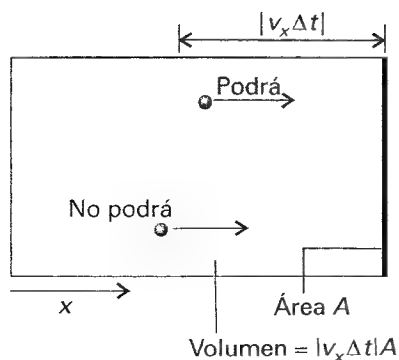 |vₓΔt|
Podrá
No podrá
x
Área A
Volumen = |vₓΔt|A